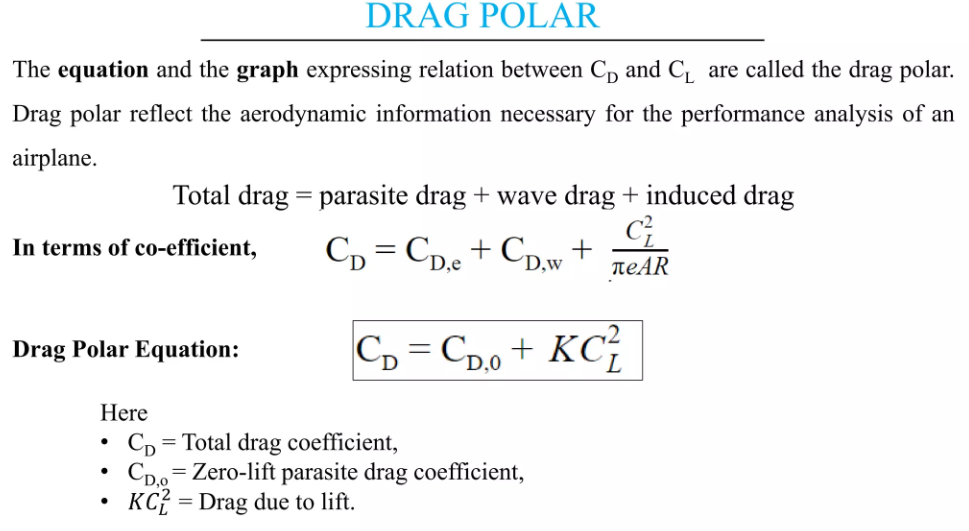 DRAG POLAR
The equation and the graph expressing relation between C_D and C_L are called the drag polar.
Drag polar reflect the aerodynamic information necessary for the performance analysis of an
airplane.
Total drag = parasite drag + wave drag + induced drag
In terms of co-efficient, C_D = C_{D,e} + C_{D,w} + \frac{C_L^2}{πeAR}
Drag Polar Equation: C_D = C_{D,0} + KC_L^2
Here
• C_D = Total drag coefficient,
• C_{D,o} = Zero-lift parasite drag coefficient,
• KC_L^2 = Drag due to lift.